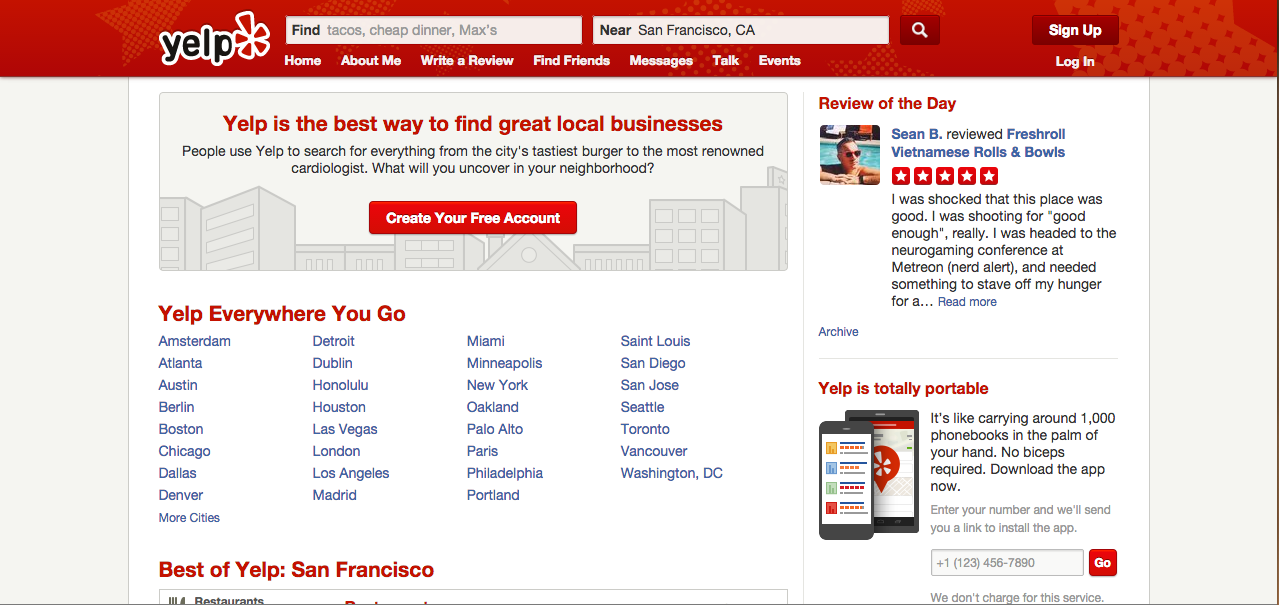 yelp
Find tacos, cheap dinner, Max's
Near San Francisco, CA
Sign Up
Home About Me Write a Review Find Friends Messages Talk Events
Log In
Yelp is the best way to find great local businesses
People use Yelp to search for everything from the city's tastiest burger to the most renowned
cardiologist. What will you uncover in your neighborhood?
Create Your Free Account
Yelp Everywhere You Go
Amsterdam Detroit Miami Saint Louis
Atlanta Dublin Minneapolis San Diego
Austin Honolulu New York San Jose
Berlin Houston Oakland Seattle
Boston Las Vegas Palo Alto Toronto
Chicago London Paris Vancouver
Dallas Los Angeles Philadelphia Washington, DC
Denver Madrid Portland
More Cities
Best of Yelp: San Francisco
Restaurants
Review of the Day
Sean B. reviewed Freshroll
Vietnamese Rolls & Bowls
I was shocked that this place was
good. I was shooting for "good
enough", really. I was headed to the
neurogaming conference at
Metreon (nerd alert), and needed
something to stave off my hunger
for a... Read more
Archive
Yelp is totally portable
It's like carrying around 1,000
phonebooks in the palm of
your hand. No biceps
required. Download the app
now.
Enter your number and we'll send
you a link to install the app.
+1 (123) 456-7890 Go
We don't charge for this service.